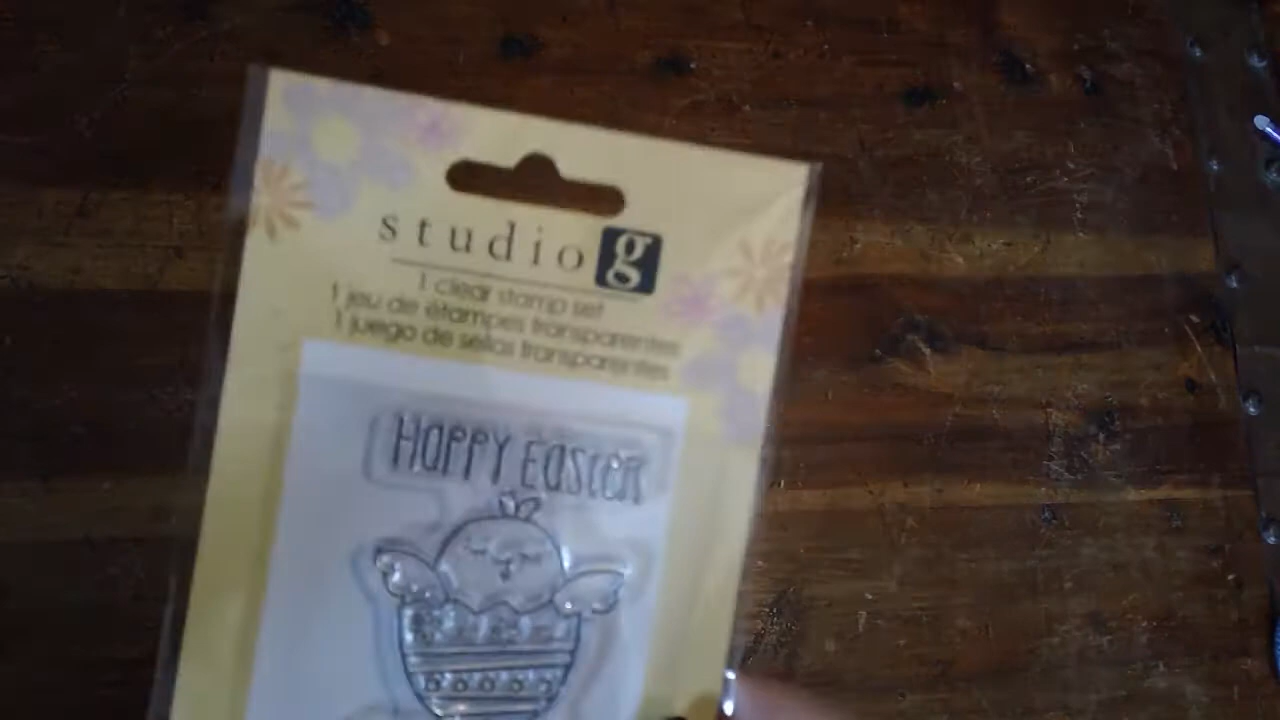 studio g
1 clear stamp set
1 jeu de étampes transparentes
1 juego de sellos transparentes
HAPPY EASTER